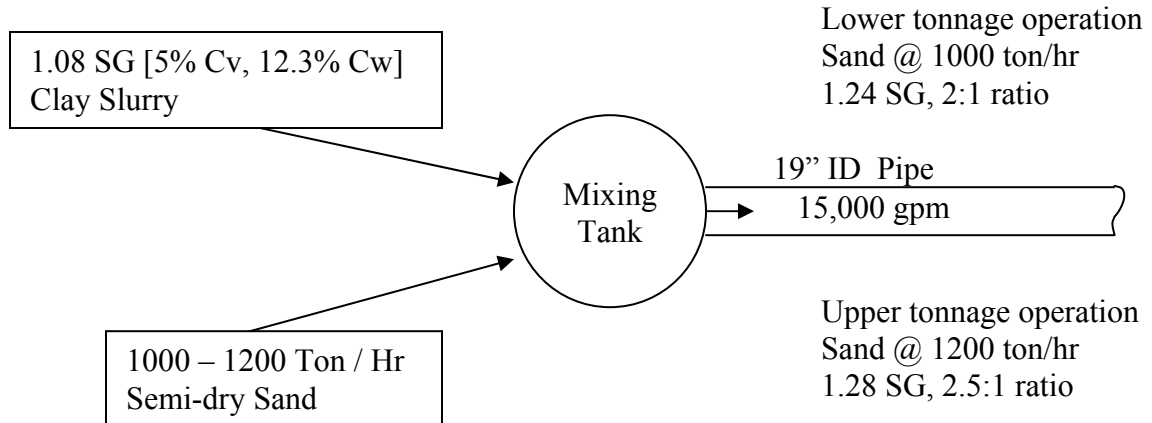 1.08 SG [5% Cv, 12.3% Cw]
Clay Slurry
Lower tonnage operation
Sand @ 1000 ton/hr
1.24 SG, 2:1 ratio
Mixing
Tank
19” ID Pipe
15,000 gpm
1000 – 1200 Ton / Hr
Semi-dry Sand
Upper tonnage operation
Sand @ 1200 ton/hr
1.28 SG, 2.5:1 ratio